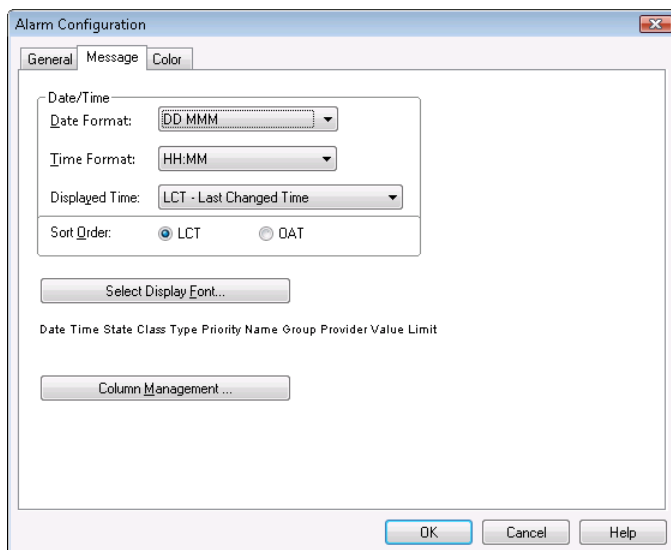 Alarm Configuration
General Message Color
Date/Time
Date Format: DD MMM
Time Format: HH:MM
Displayed Time: LCT - Last Changed Time
Sort Order: LCT OAT
Select Display Font...
Date Time State Class Type Priority Name Group Provider Value Limit
Column Management ...
OK Cancel Help